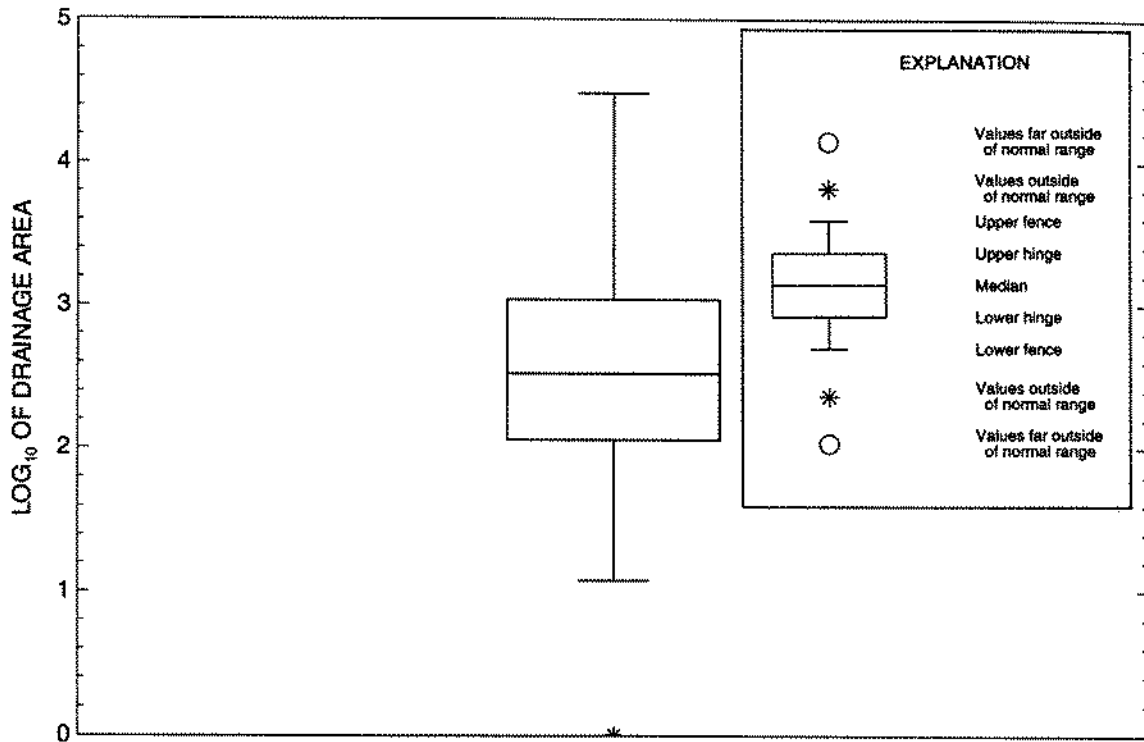 5
4
3
2
1
0
LOG₁₀ OF DRAINAGE AREA
EXPLANATION
Values far outside
of normal range
Values outside
of normal range
Upper fence
Upper hinge
Median
Lower hinge
Lower fence
Values outside
of normal range
Values far outside
of normal range